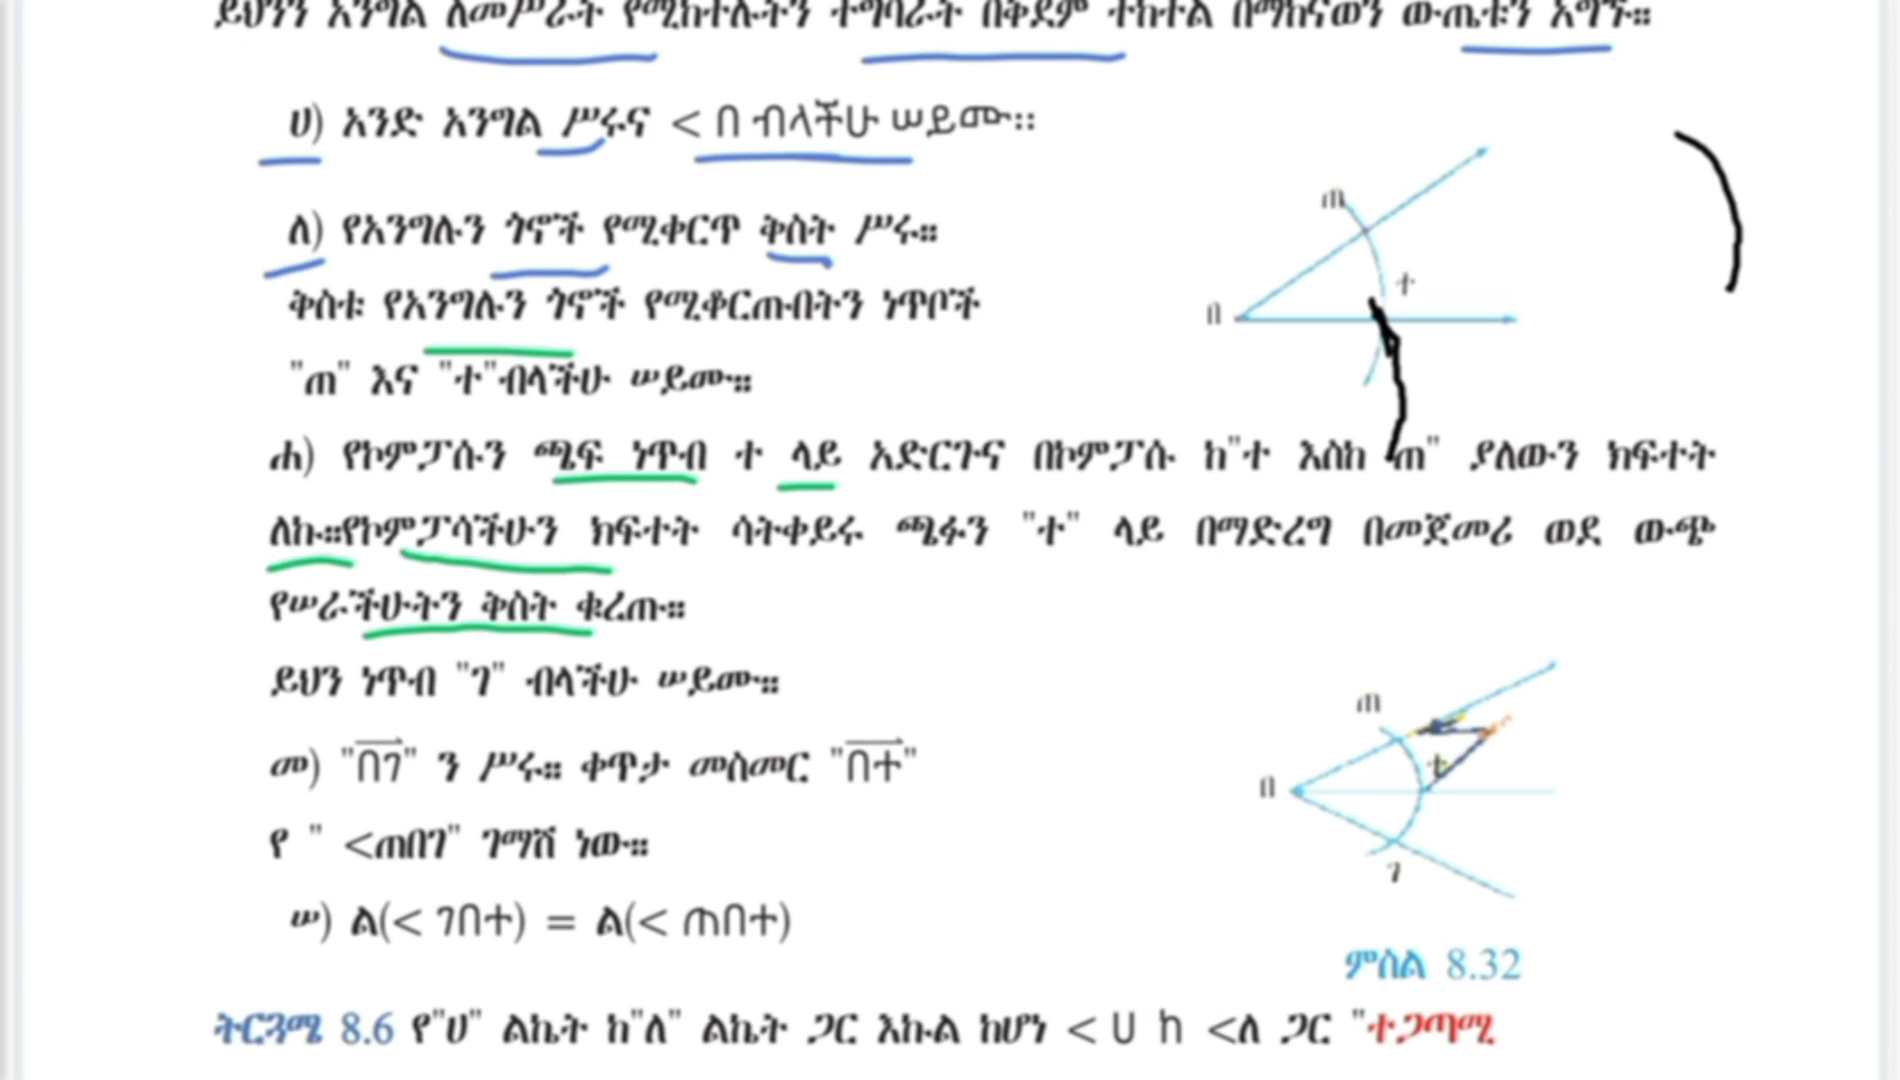 ይህንን አንግል ለመሥራት የሚከተሉትን ተግባራት በቅደም ተከተል በማከናወን ውጤቱን አግኙ።
ሀ) አንድ አንግል ሥሩና < በ ብላችሁ ሠይሙ፡፡
ለ) የአንግሉን ጎኖች የሚቀርጥ ቅስት ሥሩ።
ቅስቱ የአንግሉን ጎኖች የሚቆርጡበትን ነጥቦች
"ጠ" እና "ተ"ብላችሁ ሠይሙ።
ጠ
ተ
በ
ሐ) የኮምፓሱን ጫፍ ነጥብ ተ ላይ አድርጉና በኮምፓሱ ከ"ተ እስከ ጠ" ያለውን ክፍተት
ለኩ።የኮምፓሳችሁን ክፍተት ሳትቀይሩ ጫፉን "ተ" ላይ በማድረግ በመጀመሪ ወደ ውጭ
የሠራችሁትን ቅስት ቁረጡ።
ይህን ነጥብ "ገ" ብላችሁ ሠይሙ።
መ) "በገ" ን ሥሩ። ቀጥታ መስመር "በተ"
የ " <ጠበገ" ገማሽ ነው።
ሠ) ል(< ገበተ) = ል(< ጠበተ)
ጠ
ተ
በ
ገ
ምስል 8.32
ትርጓሜ 8.6 የ"ሀ" ልኬት ከ"ለ" ልኬት ጋር እኩል ከሆነ < ሀ ከ <ለ ጋር "ተጋጣሚ